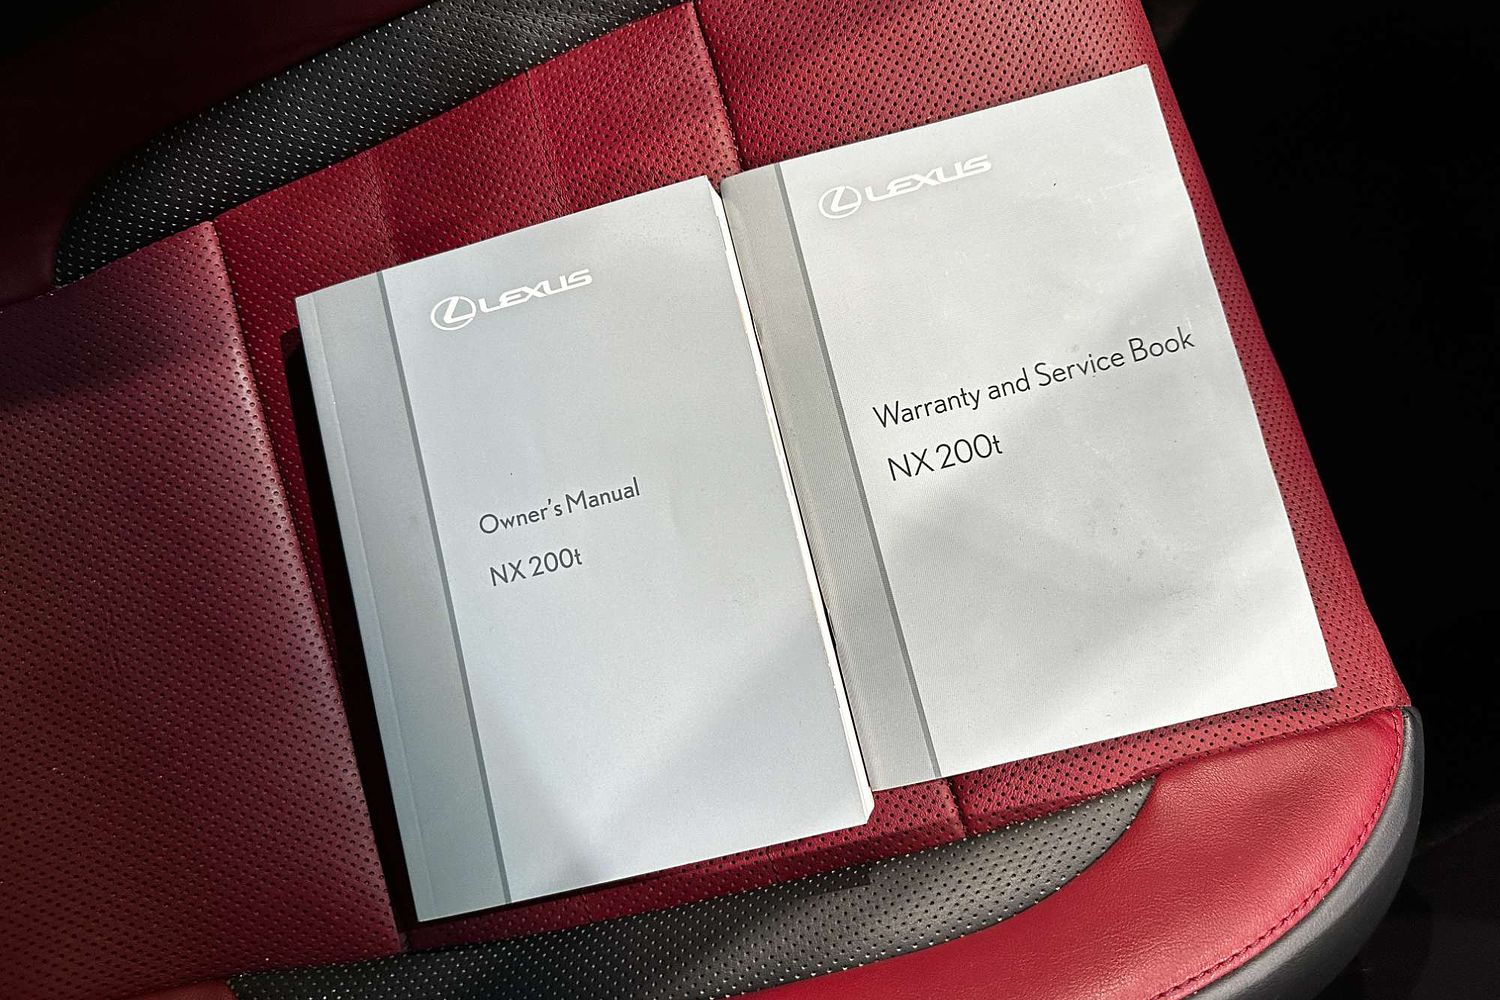 LEXUS
Owner's Manual
NX 200t
LEXUS
Warranty and Service Book
NX 200t